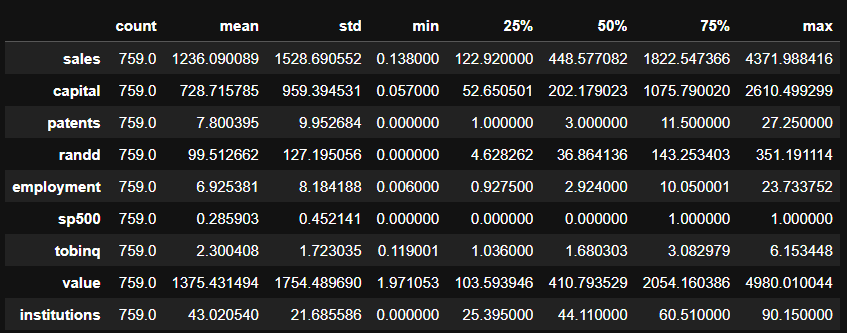 count mean std min 25% 50% 75% max
sales 759.0 1236.090089 1528.690552 0.138000 122.920000 448.577082 1822.547366 4371.988416
capital 759.0 728.715785 959.394531 0.057000 52.650501 202.179023 1075.790020 2610.499299
patents 759.0 7.800395 9.952684 0.000000 1.000000 3.000000 11.500000 27.250000
randd 759.0 99.512662 127.195056 0.000000 4.628262 36.864136 143.253403 351.191114
employment 759.0 6.925381 8.184188 0.006000 0.927500 2.924000 10.050001 23.733752
sp500 759.0 0.285903 0.452141 0.000000 0.000000 0.000000 1.000000 1.000000
tobinq 759.0 2.300408 1.723035 0.119001 1.036000 1.680303 3.082979 6.153448
value 759.0 1375.431494 1754.489690 1.971053 103.593946 410.793529 2054.160386 4980.010044
institutions 759.0 43.020540 21.685586 0.000000 25.395000 44.110000 60.510000 90.150000